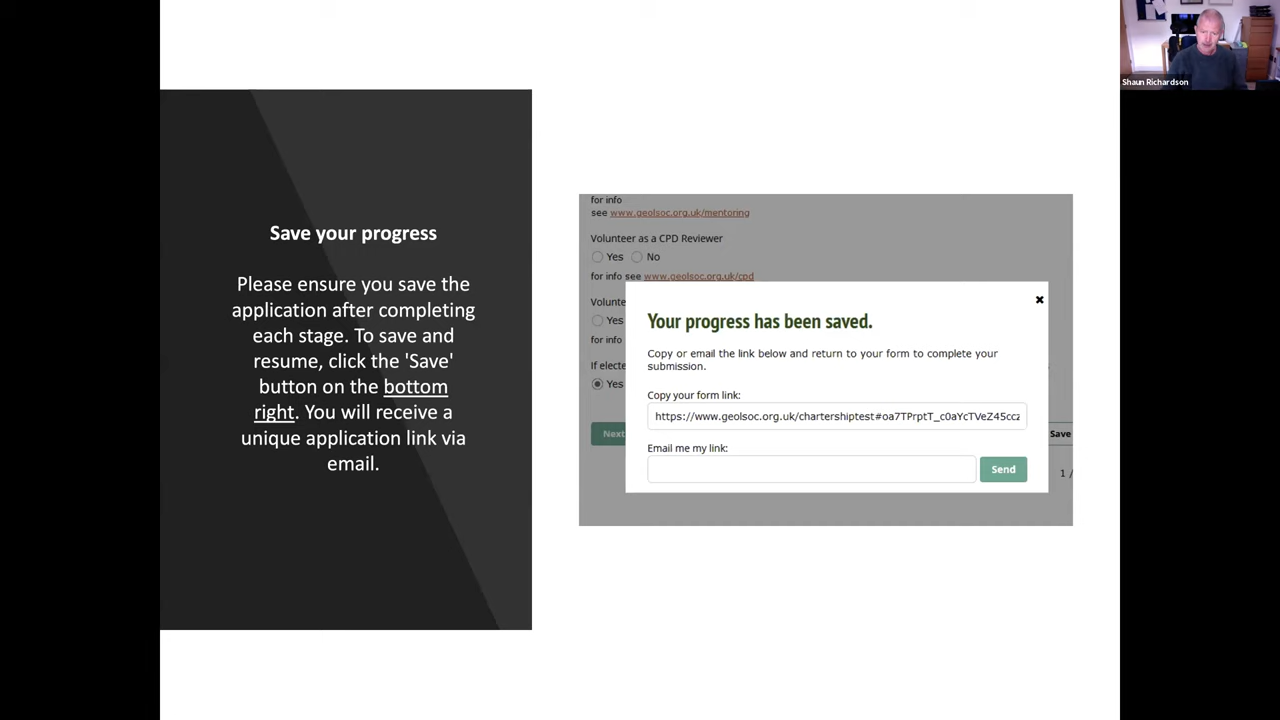 Shaun Richardson
Save your progress
Please ensure you save the
application after completing
each stage. To save and
resume, click the 'Save'
button on the bottom
right. You will receive a
unique application link via
email.
for info
see www.geolsoc.org.uk/mentoring
Volunteer as a CPD Reviewer
Yes No
for info see www.geolsoc.org.uk/cpd
Volunte
Yes
for info
If electe
Yes
Next
Save
1 /
Your progress has been saved.
Copy or email the link below and return to your form to complete your
submission.
Copy your form link:
https://www.geolsoc.org.uk/chartershiptest#oa7TPrptT_c0aYcTVeZ45ccz
Email me my link:
Send